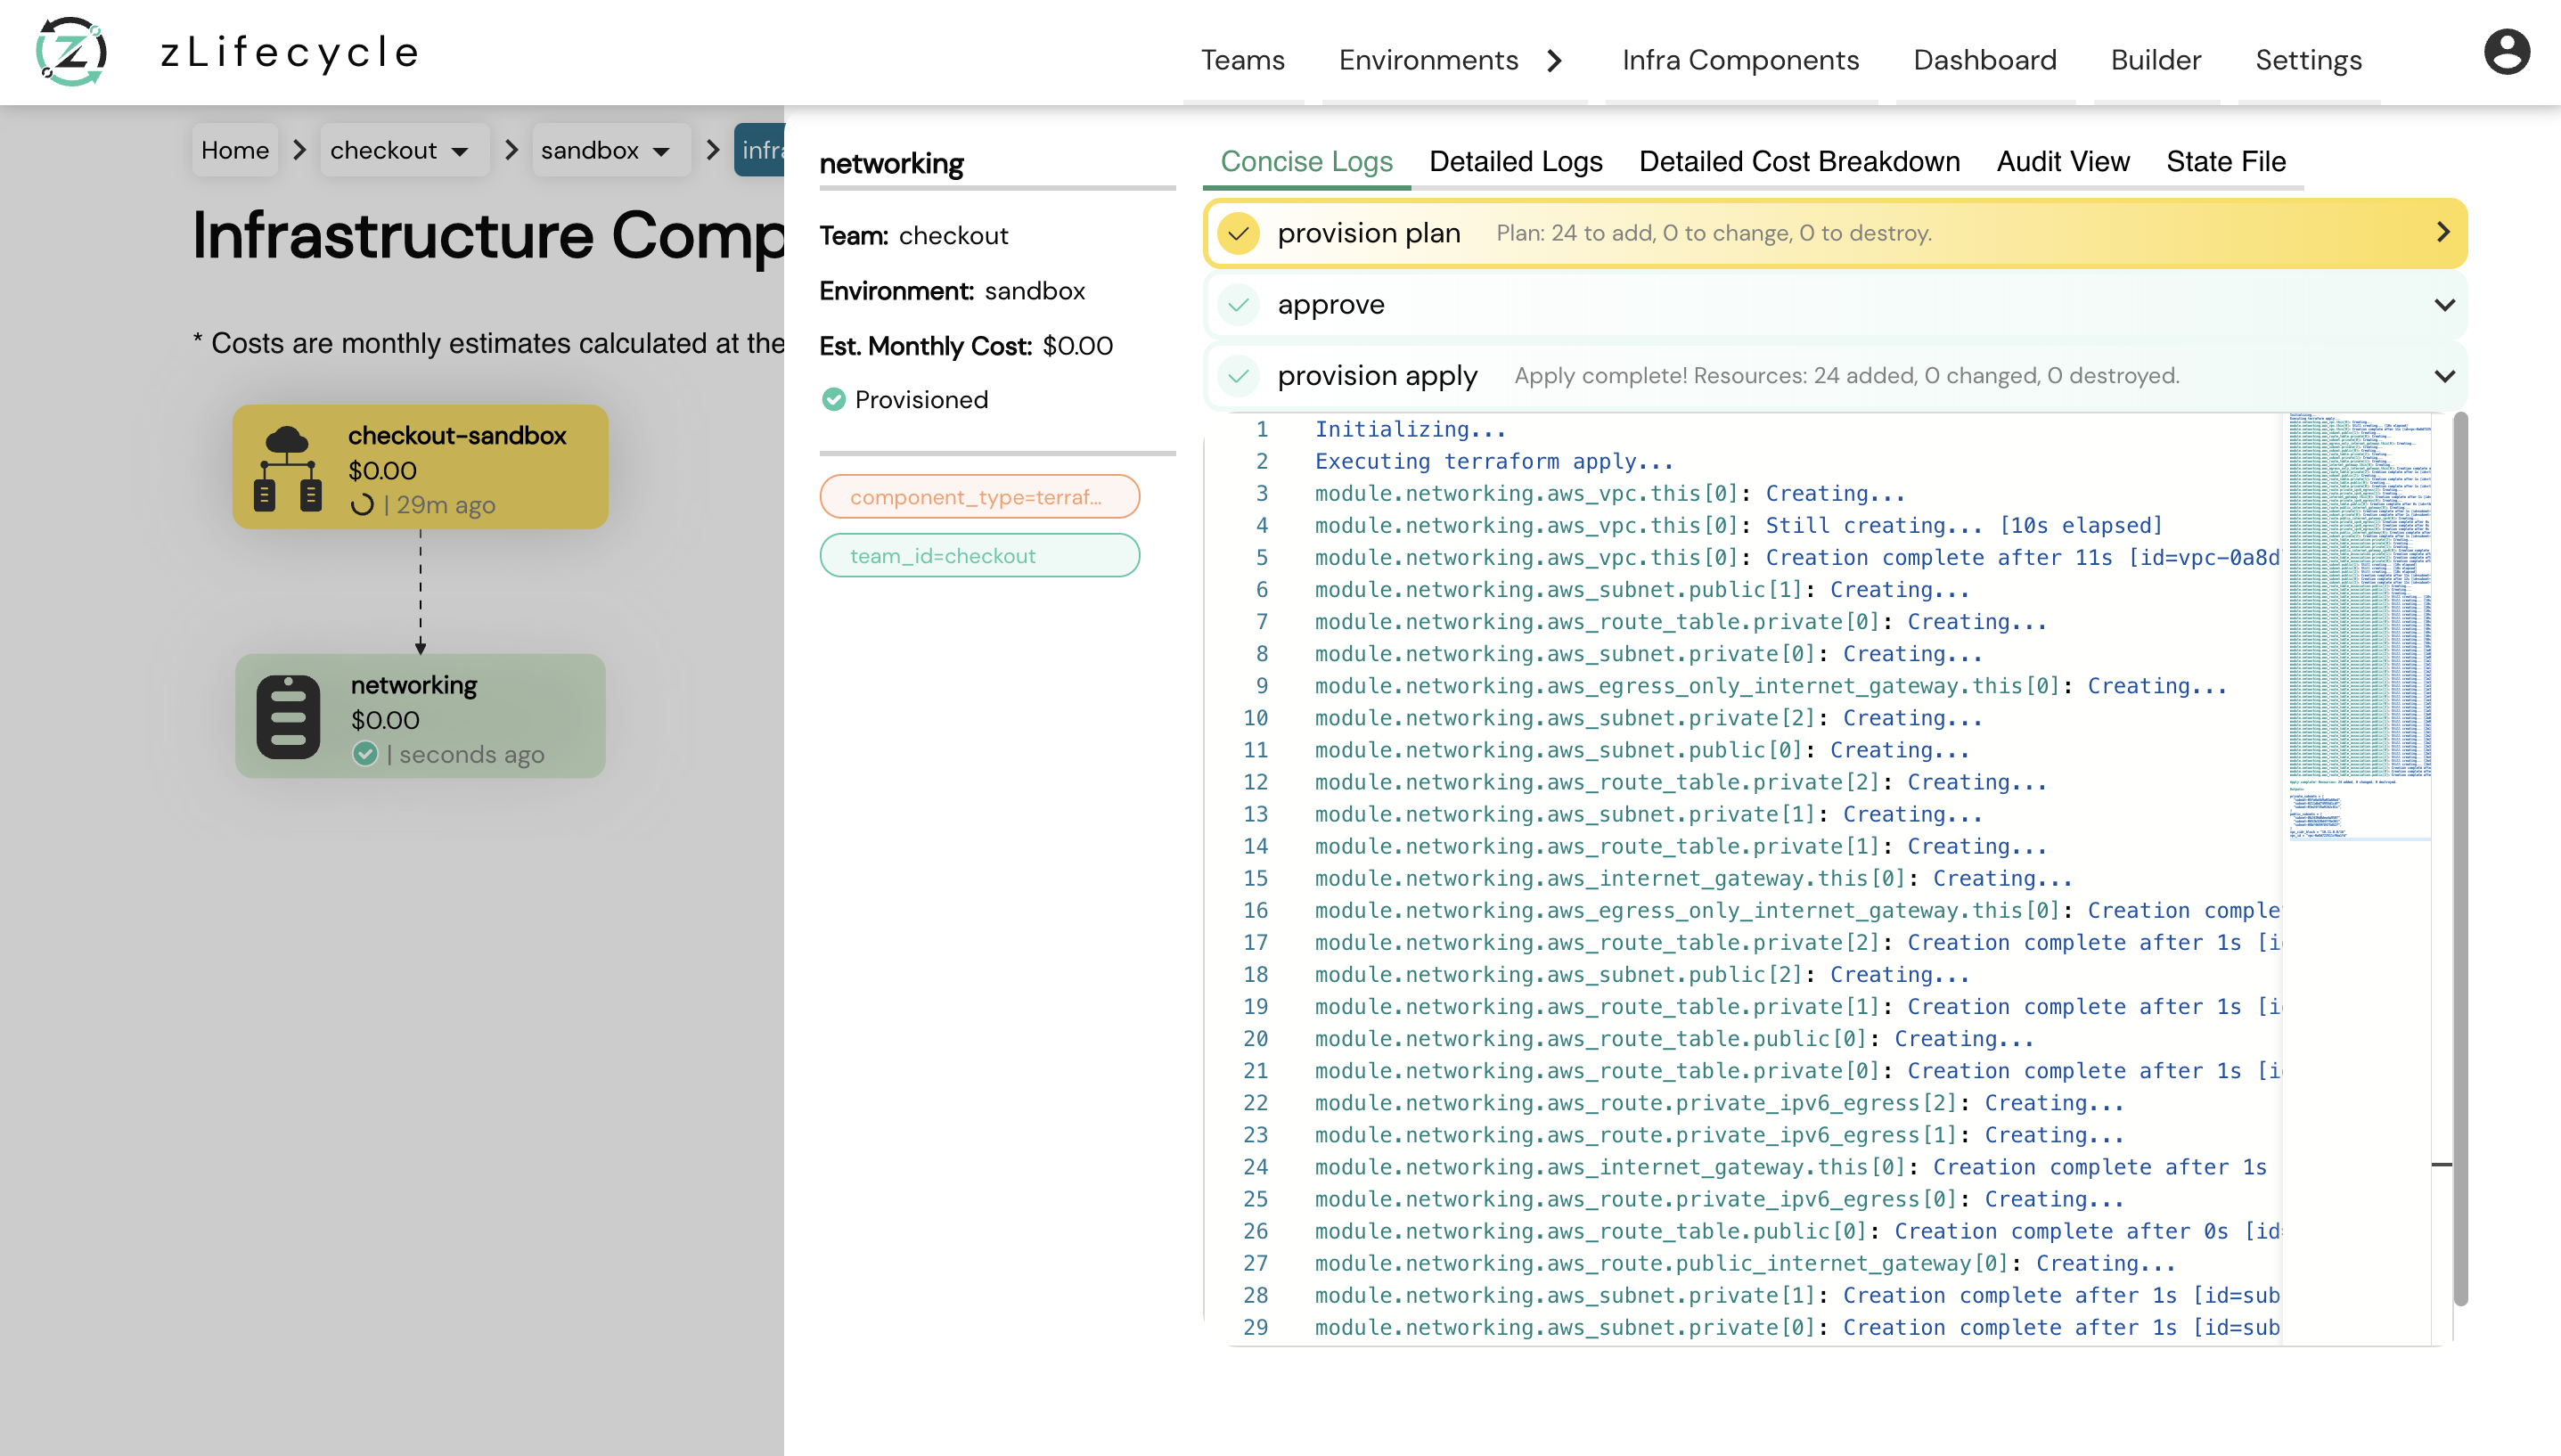 zLifecycle
Teams Environments Infra Components Dashboard Builder Settings
Home checkout sandbox infra
Infrastructure Comp
* Costs are monthly estimates calculated at the
checkout-sandbox
$0.00
| 29m ago
networking
$0.00
| seconds ago
networking
Team: checkout
Environment: sandbox
Est. Monthly Cost: $0.00
Provisioned
component_type=terraf...
team_id=checkout
Concise Logs Detailed Logs Detailed Cost Breakdown Audit View State File
provision plan Plan: 24 to add, 0 to change, 0 to destroy.
approve
provision apply Apply complete! Resources: 24 added, 0 changed, 0 destroyed.
1 Initializing...
2 Executing terraform apply...
3 module.networking.aws_vpc.this[0]: Creating...
4 module.networking.aws_vpc.this[0]: Still creating... [10s elapsed]
5 module.networking.aws_vpc.this[0]: Creation complete after 11s [id=vpc-0a8d
6 module.networking.aws_subnet.public[1]: Creating...
7 module.networking.aws_route_table.private[0]: Creating...
8 module.networking.aws_subnet.private[0]: Creating...
9 module.networking.aws_egress_only_internet_gateway.this[0]: Creating...
10 module.networking.aws_subnet.private[2]: Creating...
11 module.networking.aws_subnet.public[0]: Creating...
12 module.networking.aws_route_table.private[2]: Creating...
13 module.networking.aws_subnet.private[1]: Creating...
14 module.networking.aws_route_table.private[1]: Creating...
15 module.networking.aws_internet_gateway.this[0]: Creating...
16 module.networking.aws_egress_only_internet_gateway.this[0]: Creation comple
17 module.networking.aws_route_table.private[2]: Creation complete after 1s [i
18 module.networking.aws_subnet.public[2]: Creating...
19 module.networking.aws_route_table.private[1]: Creation complete after 1s [i
20 module.networking.aws_route_table.public[0]: Creating...
21 module.networking.aws_route_table.private[0]: Creation complete after 1s [i
22 module.networking.aws_route.private_ipv6_egress[2]: Creating...
23 module.networking.aws_route.private_ipv6_egress[1]: Creating...
24 module.networking.aws_internet_gateway.this[0]: Creation complete after 1s
25 module.networking.aws_route.private_ipv6_egress[0]: Creating...
26 module.networking.aws_route_table.public[0]: Creation complete after 0s [id
27 module.networking.aws_route.public_internet_gateway[0]: Creating...
28 module.networking.aws_subnet.private[1]: Creation complete after 1s [id=sub
29 module.networking.aws_subnet.private[0]: Creation complete after 1s [id=sub